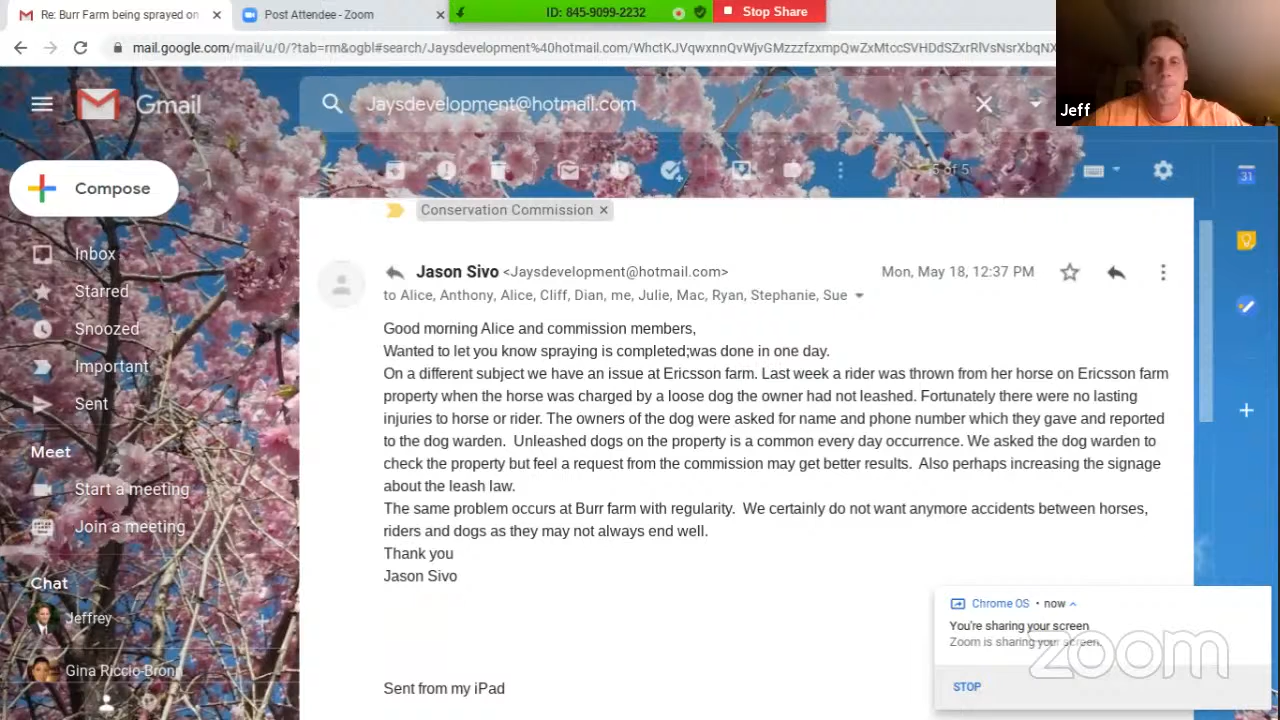 Re: Burr Farm being sprayed on
Post Attendee - Zoom
ID: 845-9099-2232
Stop Share
mail.google.com/mail/u/0/?tab=rm&ogbl#search/Jaysdevelopment%40hotmail.com/
Gmail
Jaysdevelopment@hotmail.com
Jeff
Compose
5 of 5
31
Conservation Commission
Inbox
Starred
Snoozed
Important
Sent
Meet
Start a meeting
Join a meeting
Chat
Jeffrey
Gina Riccio-Bronn
Jason Sivo <Jaysdevelopment@hotmail.com>
Mon, May 18, 12:37 PM
to Alice, Anthony, Alice, Cliff, Dian, me, Julie, Mac, Ryan, Stephanie, Sue
Good morning Alice and commission members,
Wanted to let you know spraying is completed;was done in one day.
On a different subject we have an issue at Ericsson farm. Last week a rider was thrown from her horse on Ericsson farm
property when the horse was charged by a loose dog the owner had not leashed. Fortunately there were no lasting
injuries to horse or rider. The owners of the dog were asked for name and phone number which they gave and reported
to the dog warden. Unleashed dogs on the property is a common every day occurrence. We asked the dog warden to
check the property but feel a request from the commission may get better results. Also perhaps increasing the signage
about the leash law.
The same problem occurs at Burr farm with regularity. We certainly do not want anymore accidents between horses,
riders and dogs as they may not always end well.
Thank you
Jason Sivo
Sent from my iPad
Chrome OS • now
You're sharing your screen
Zoom is sharing your screen.
STOP
zoom